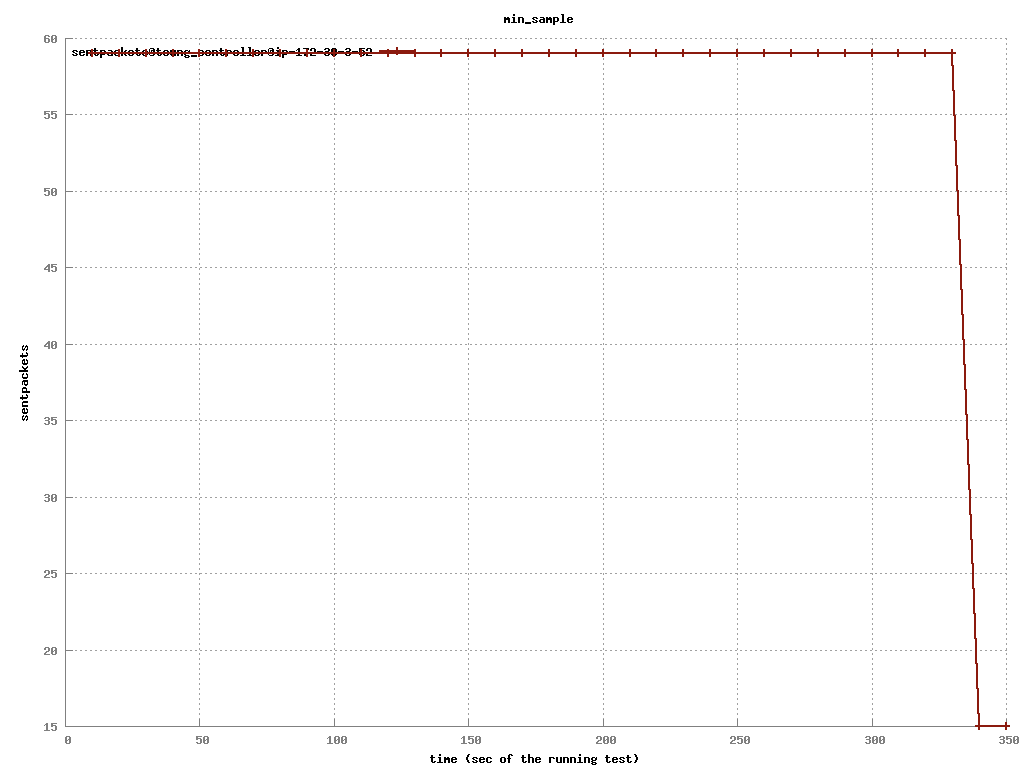 min_sample
60
sentpackets@tsung_controller@ip-172-30-3-52
55
50
45
40
sentpackets
35
30
25
20
15
0 50 100 150 200 250 300 350
time (sec of the running test)